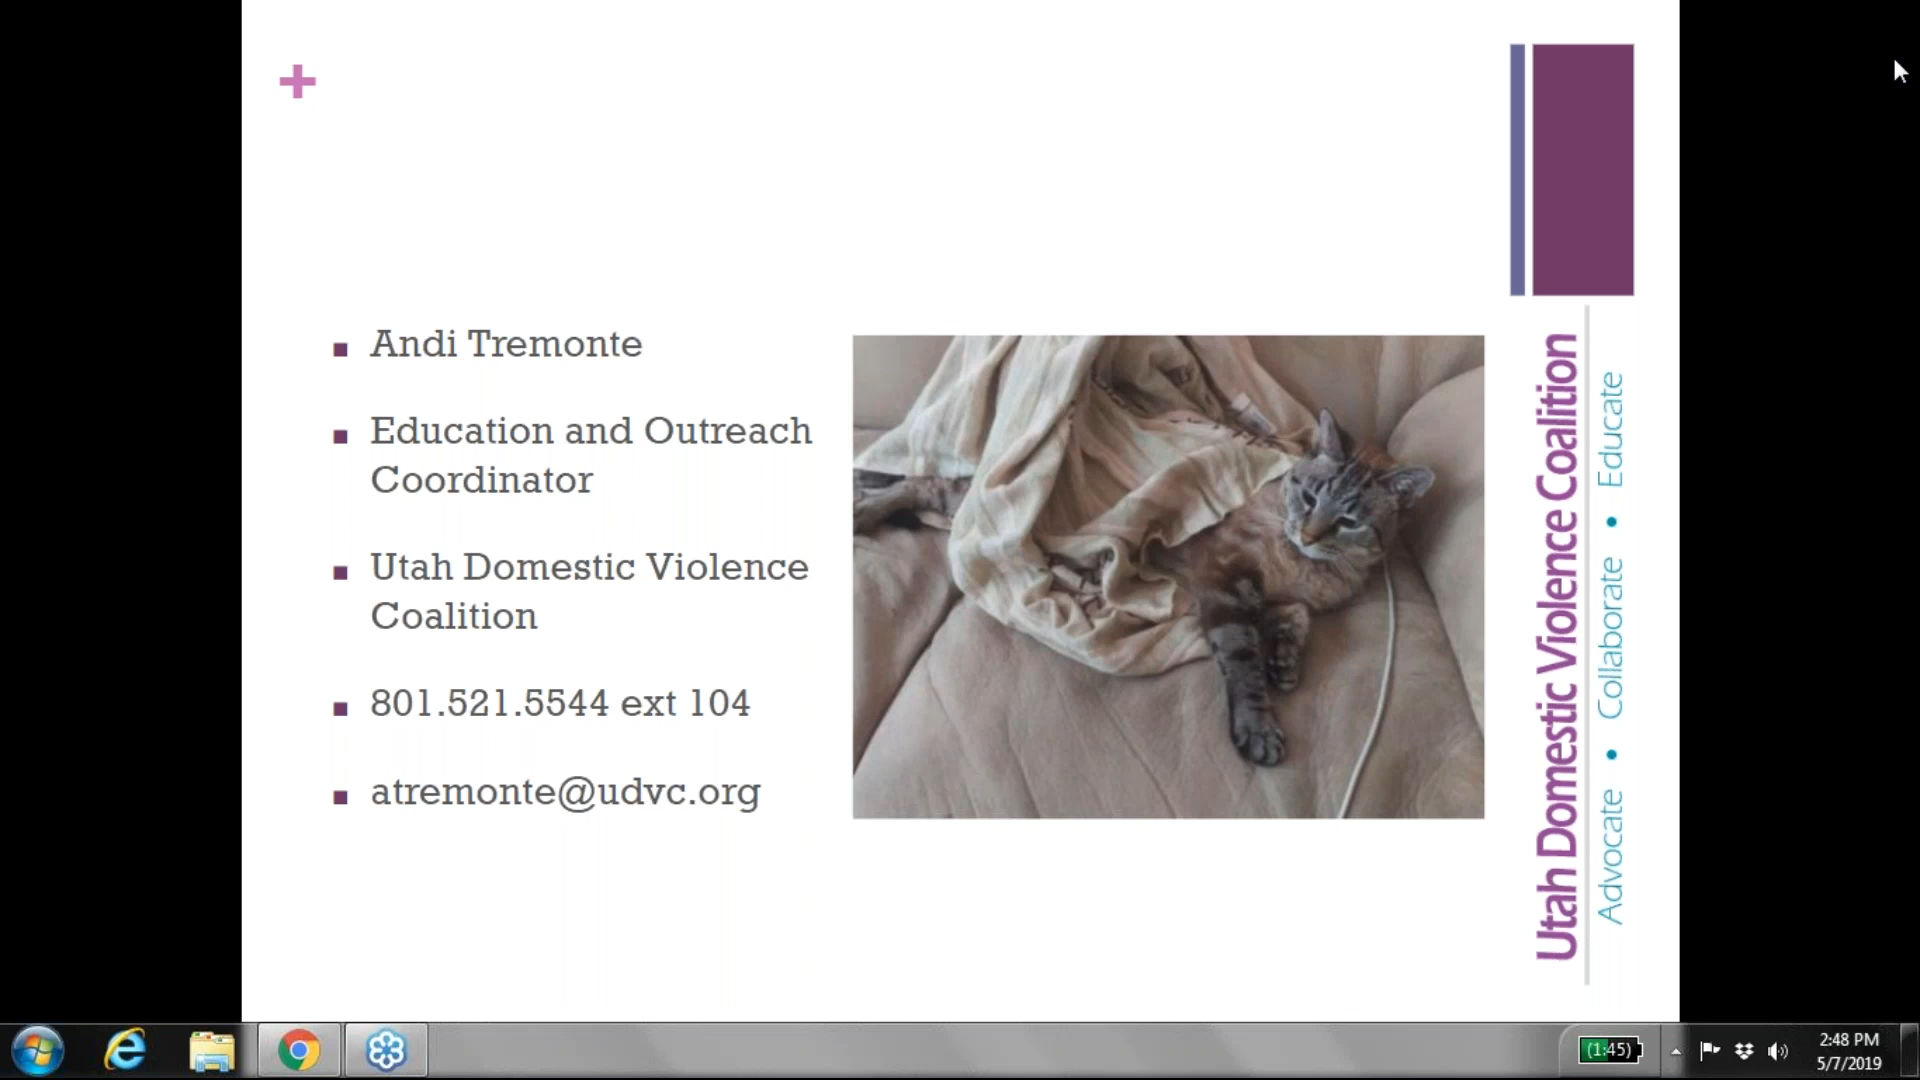 +
Andi Tremonte
Education and Outreach
Coordinator
Utah Domestic Violence
Coalition
801.521.5544 ext 104
atremonte@udvc.org
Utah Domestic Violence Coalition
Advocate • Collaborate • Educate
(1:45)
2:48 PM
5/7/2019